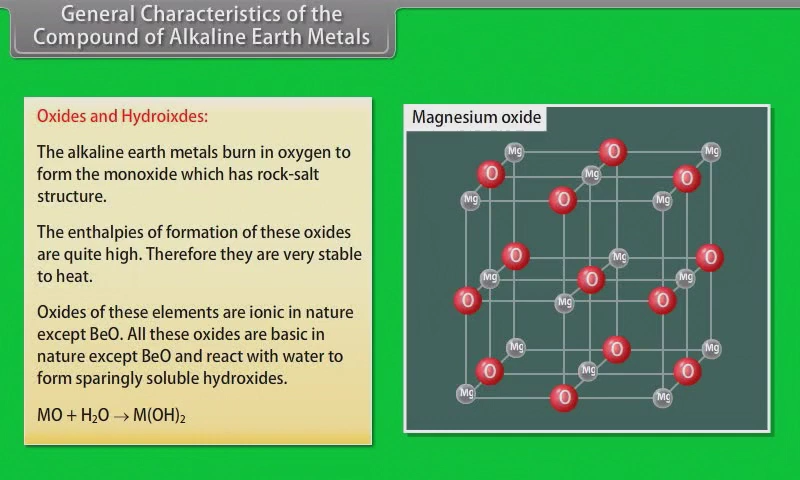 General Characteristics of the
Compound of Alkaline Earth Metals
Oxides and Hydroixdes:
The alkaline earth metals burn in oxygen to
form the monoxide which has rock-salt
structure.
The enthalpies of formation of these oxides
are quite high. Therefore they are very stable
to heat.
Oxides of these elements are ionic in nature
except BeO. All these oxides are basic in
nature except BeO and react with water to
form sparingly soluble hydroxides.
MO + H₂O → M(OH)₂
Magnesium oxide
Mg O Mg
O Mg O
Mg O Mg
O Mg O
Mg O Mg
O Mg O
Mg O Mg
O Mg O
Mg O Mg